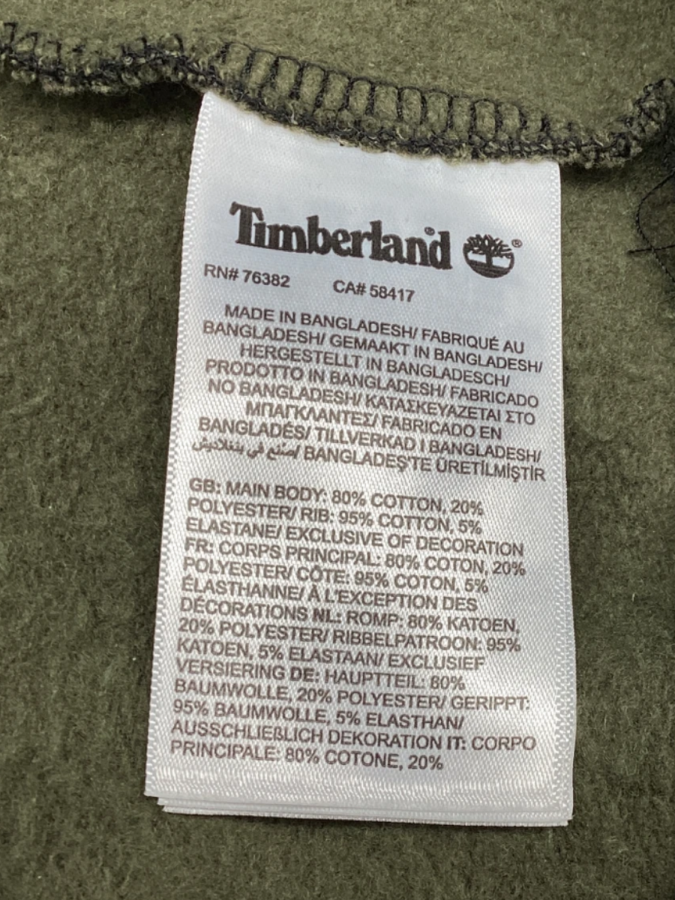 Timberland® ®
RN# 76382 CA# 58417
MADE IN BANGLADESH/ FABRIQUÉ AU
BANGLADESH/ GEMAAKT IN BANGLADESH/
HERGESTELLT IN BANGLADESCH/
PRODOTTO IN BANGLADESH/ FABRICADO
NO BANGLADESH/ ΚΑΤΑΣΚΕΥΑΖΕΤΑΙ ΣΤΟ
ΜΠΑΓΚΛΑΝΤΕΣ/ FABRICADO EN
BANGLADÉS/ TILLVERKAD I BANGLADESH/
صنع في بنغلاديش/ BANGLADEŞTE ÜRETİLMİŞTİR
GB: MAIN BODY: 80% COTTON, 20%
POLYESTER/ RIB: 95% COTTON, 5%
ELASTANE/ EXCLUSIVE OF DECORATION
FR: CORPS PRINCIPAL: 80% COTON, 20%
POLYESTER/ CÔTE: 95% COTON, 5%
ÉLASTHANNE/ À L'EXCEPTION DES
DÉCORATIONS NL: ROMP: 80% KATOEN,
20% POLYESTER/ RIBBELPATROON: 95%
KATOEN, 5% ELASTAAN/ EXCLUSIEF
VERSIERING DE: HAUPTTEIL: 80%
BAUMWOLLE, 20% POLYESTER/ GERIPPT:
95% BAUMWOLLE, 5% ELASTHAN/
AUSSCHLIEßLICH DEKORATION IT: CORPO
PRINCIPALE: 80% COTONE, 20%